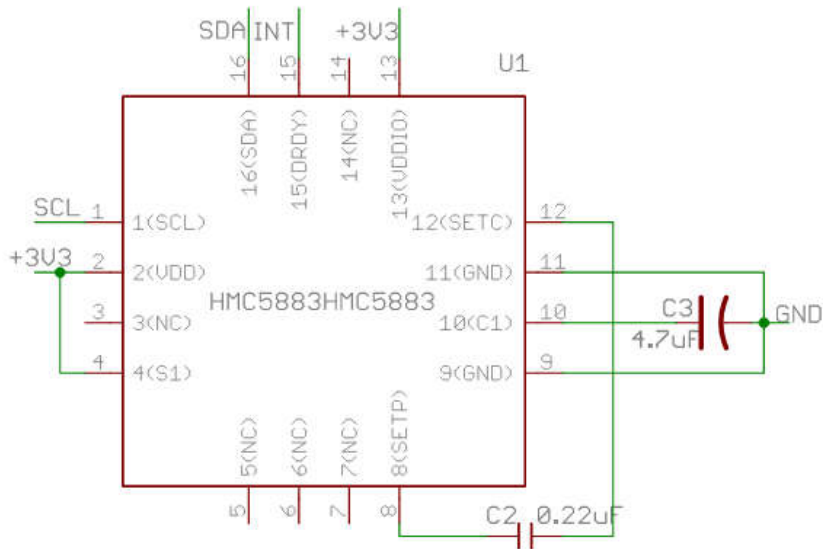 SDA INT +3V3
16 15 14 13 U1
16(SDA) 15(DRDY) 14(NC) 13(VDDIO)
SCL 1 1(SCL) 12(SETC) 12
+3V3 2 2(VDD) 11(GND) 11
HMC5883HMC5883
3 3(NC) 10(C1) 10 C3 GND
4.7uF
4 4(S1) 9(GND) 9
5(NC) 6(NC) 7(NC) 8(SETP)
5 6 7 8 C2 0.22uF